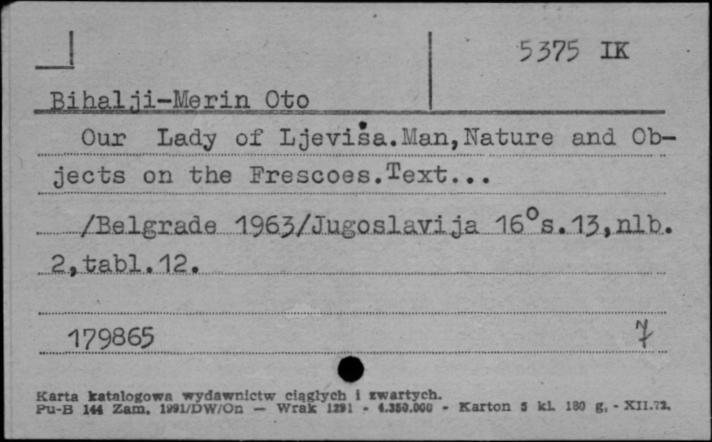 5375 IK
Bihalji-Merin Oto
Our Lady of Ljeviša.Man,Nature and Ob-
jects on the Frescoes.Text...
/Belgrade 1963/Jugoslavija 16°s.13,nlb.
2,tabl.12.
179865 7
Karta katalogowa wydawnictw ciągłych i zwartych.
Pu-B 144 Zam. 1991/DW/On — Wrak 1291 - 4.350.000 - Karton 5 kl. 180 g. - XII.72.